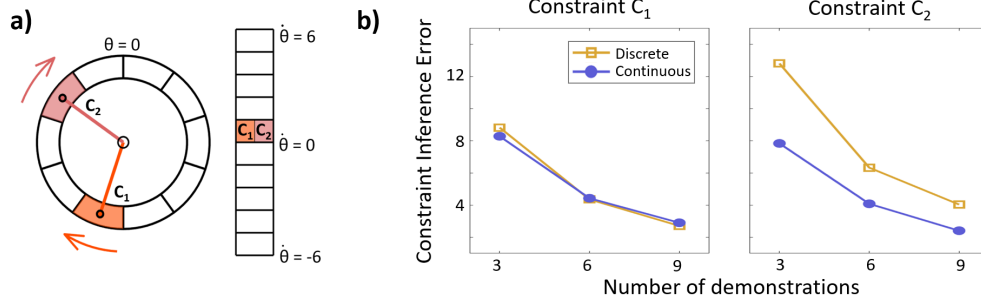 a)
θ = 0
C2
C1
θ̇ = 6
C1 C2
θ̇ = 0
θ̇ = -6
b)
Constraint C1
Constraint C2
Constraint Inference Error
12
8
4
Discrete
Continuous
3 6 9
3 6 9
Number of demonstrations